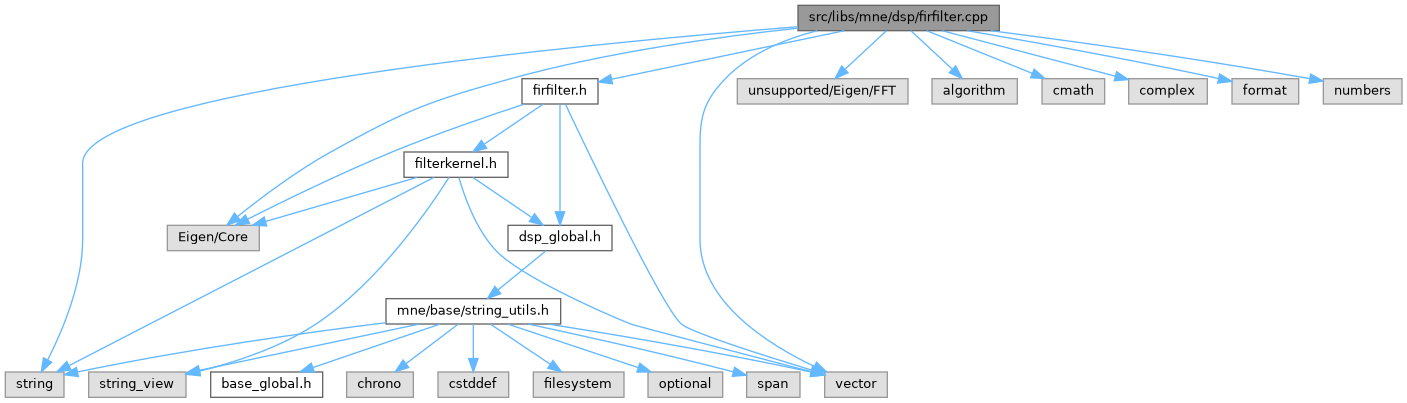 src/libs/mne/dsp/firfilter.cpp
firfilter.h
unsupported/Eigen/FFT
algorithm
cmath
complex
format
numbers
filterkernel.h
Eigen/Core
dsp_global.h
mne/base/string_utils.h
string
string_view
base_global.h
chrono
cstddef
filesystem
optional
span
vector